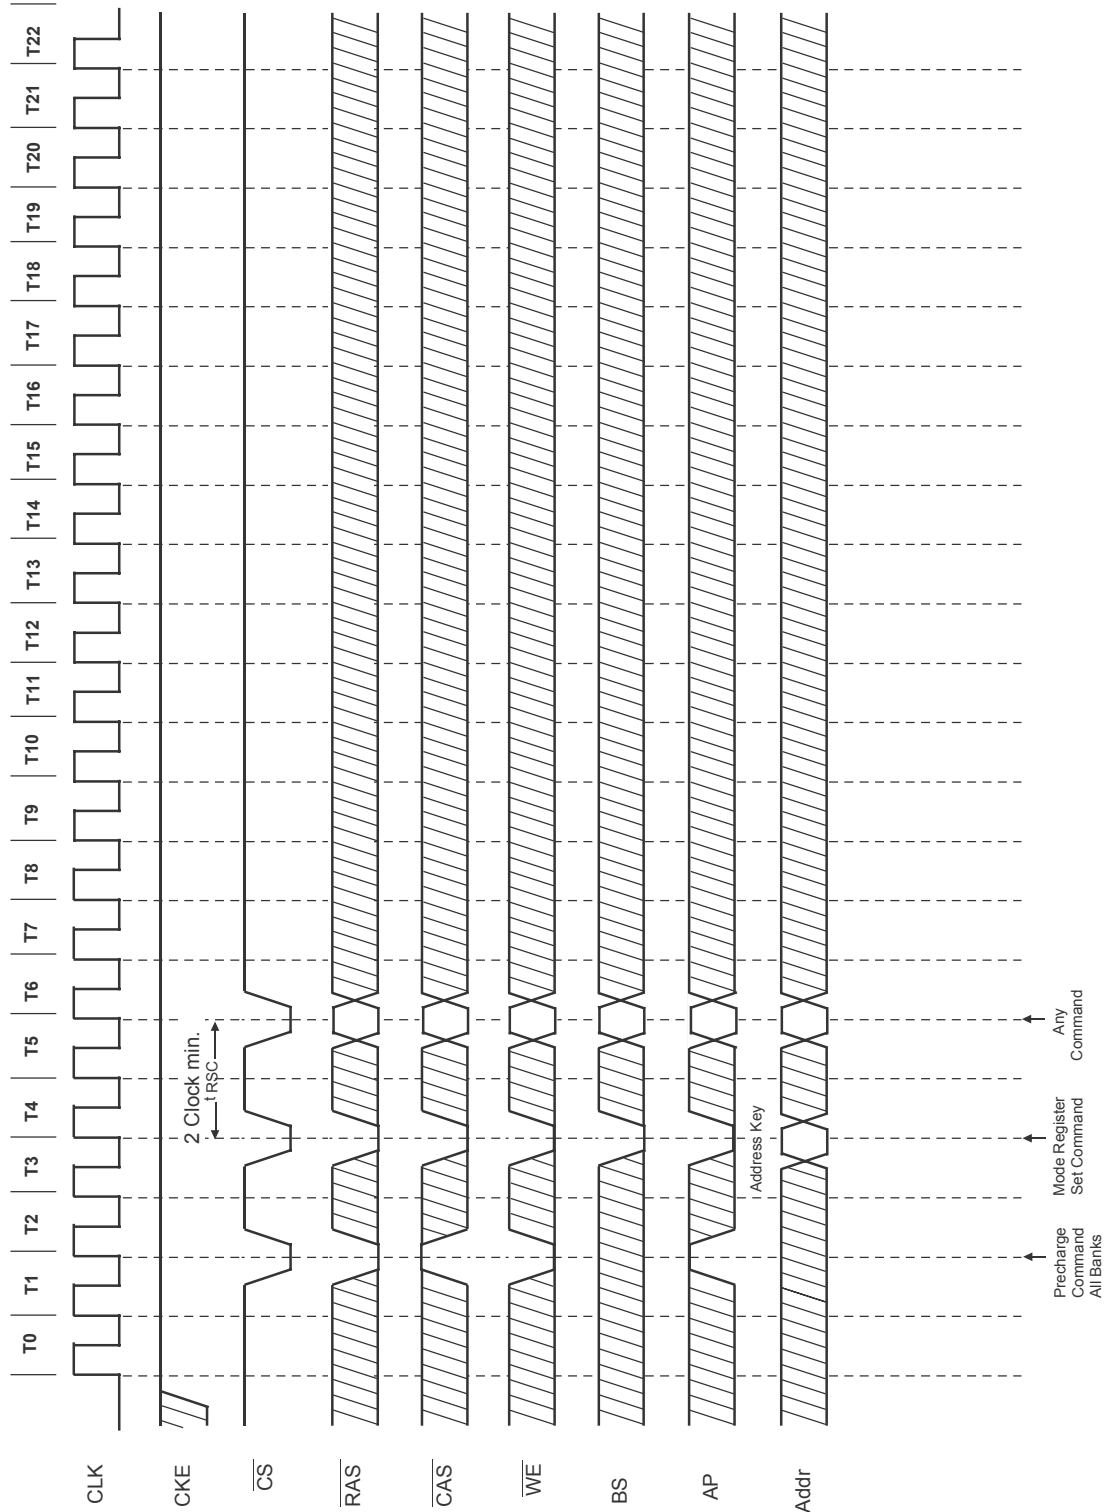 T0 T1 T2 T3 T4 T5 T6 T7 T8 T9 T10 T11 T12 T13 T14 T15 T16 T17 T18 T19 T20 T21 T22
CLK
CKE
2 Clock min.
tRSC
CS
RAS
CAS
WE
BS
AP
Address Key
Addr
Precharge
Command
All Banks
Mode Register
Set Command
Any
Command